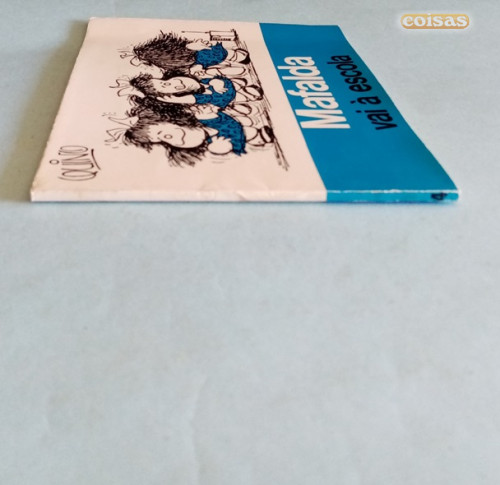 coisas
Mafalda
vai à escola
QUINO
4